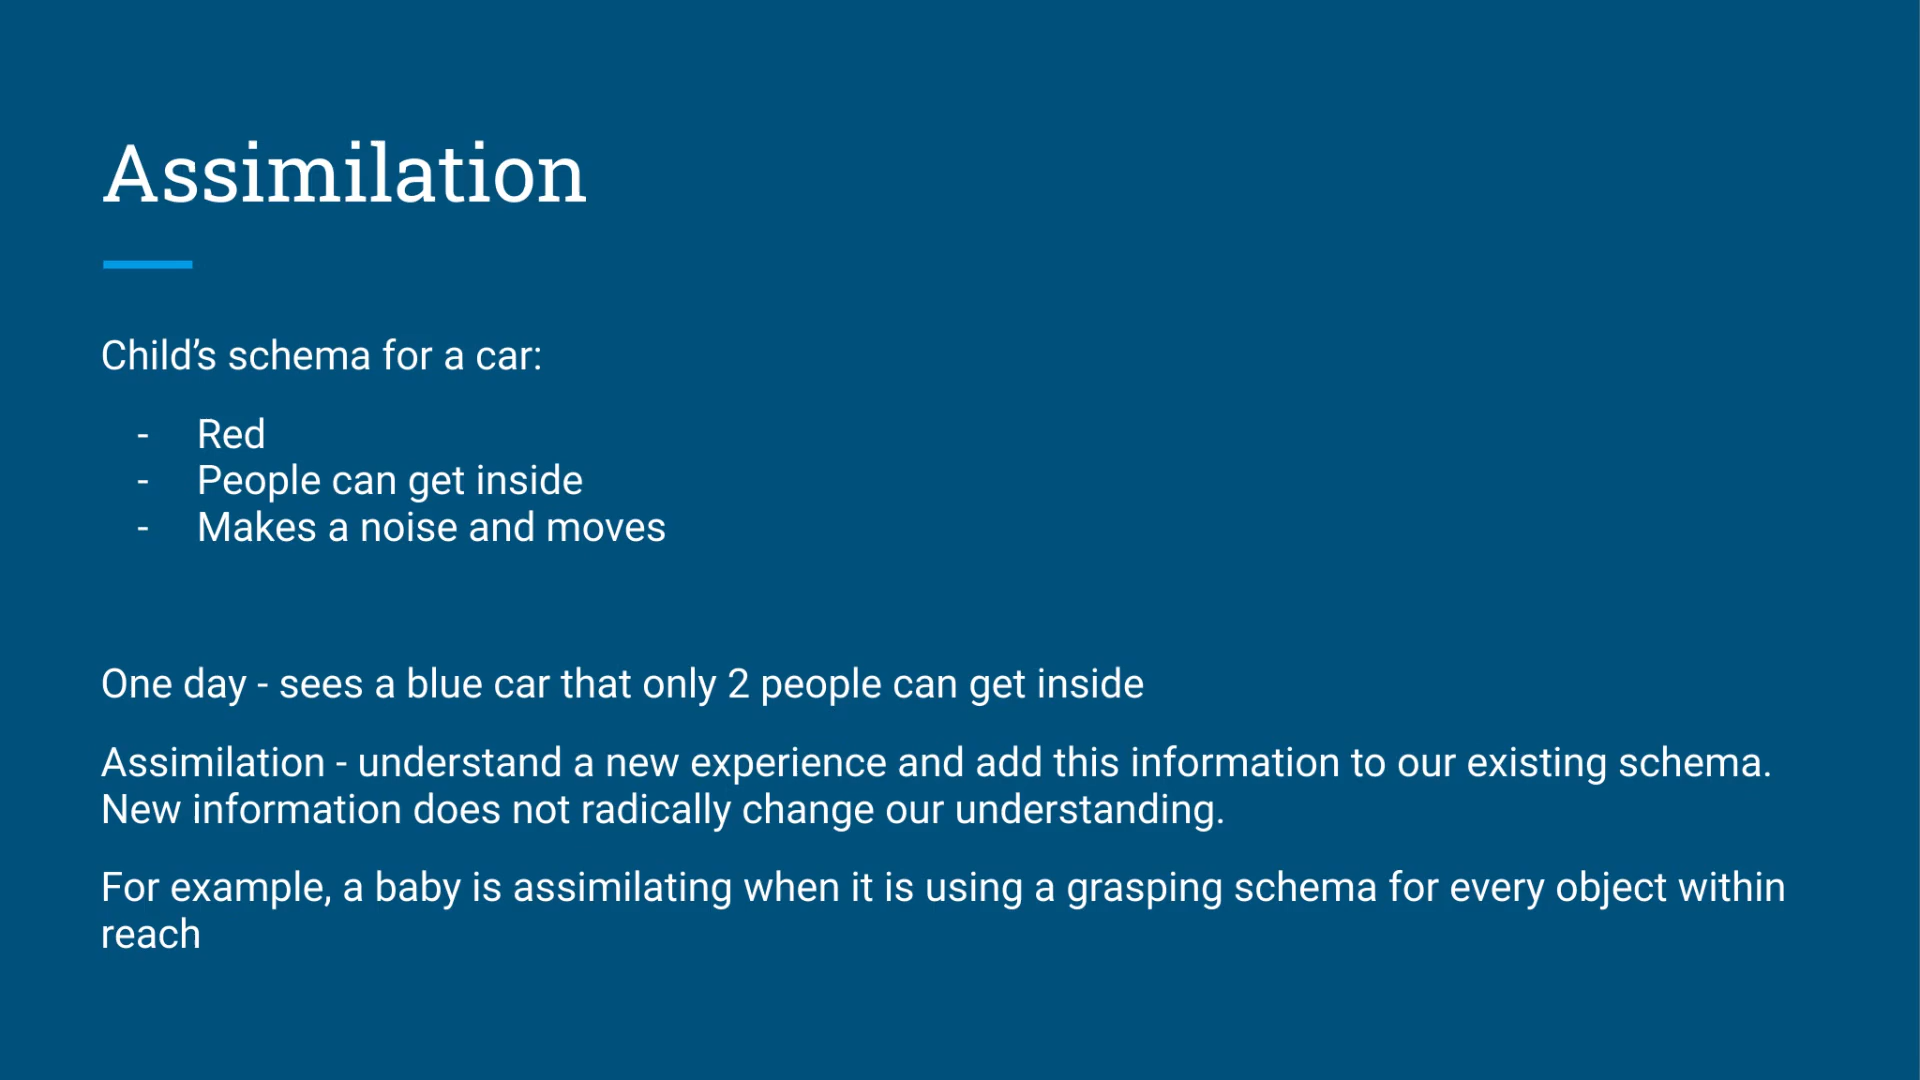 Assimilation
Child’s schema for a car:
- Red
- People can get inside
- Makes a noise and moves
One day - sees a blue car that only 2 people can get inside
Assimilation - understand a new experience and add this information to our existing schema.
New information does not radically change our understanding.
For example, a baby is assimilating when it is using a grasping schema for every object within
reach